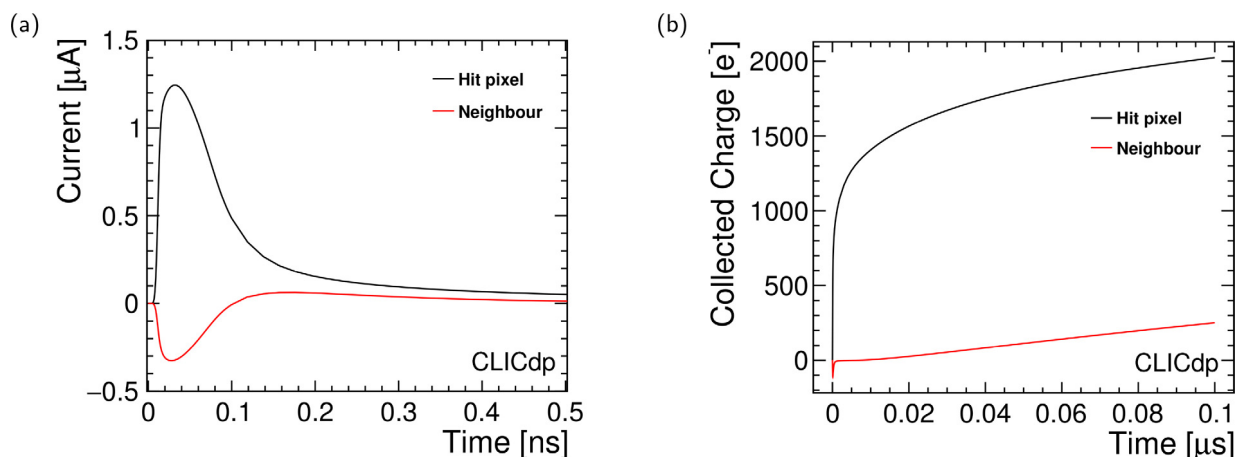 (a)
Current [μA]
1.5
1
0.5
0
−0.5
Hit pixel
Neighbour
CLICdp
0 0.1 0.2 0.3 0.4 0.5
Time [ns]
(b)
Collected Charge [e]
2000
1500
1000
500
0
Hit pixel
Neighbour
CLICdp
0 0.02 0.04 0.06 0.08 0.1
Time [μs]